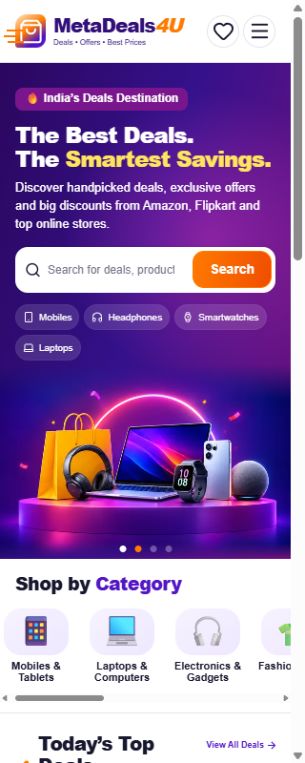 MetaDeals4U
Deals • Offers • Best Prices
India's Deals Destination
The Best Deals.
The Smartest Savings.
Discover handpicked deals, exclusive offers
and big discounts from Amazon, Flipkart and
top online stores.
Search for deals, product
Search
Mobiles
Headphones
Smartwatches
Laptops
Shop by Category
Mobiles &
Tablets
Laptops &
Computers
Electronics &
Gadgets
Fashio
Today's Top
Deals
View All Deals →